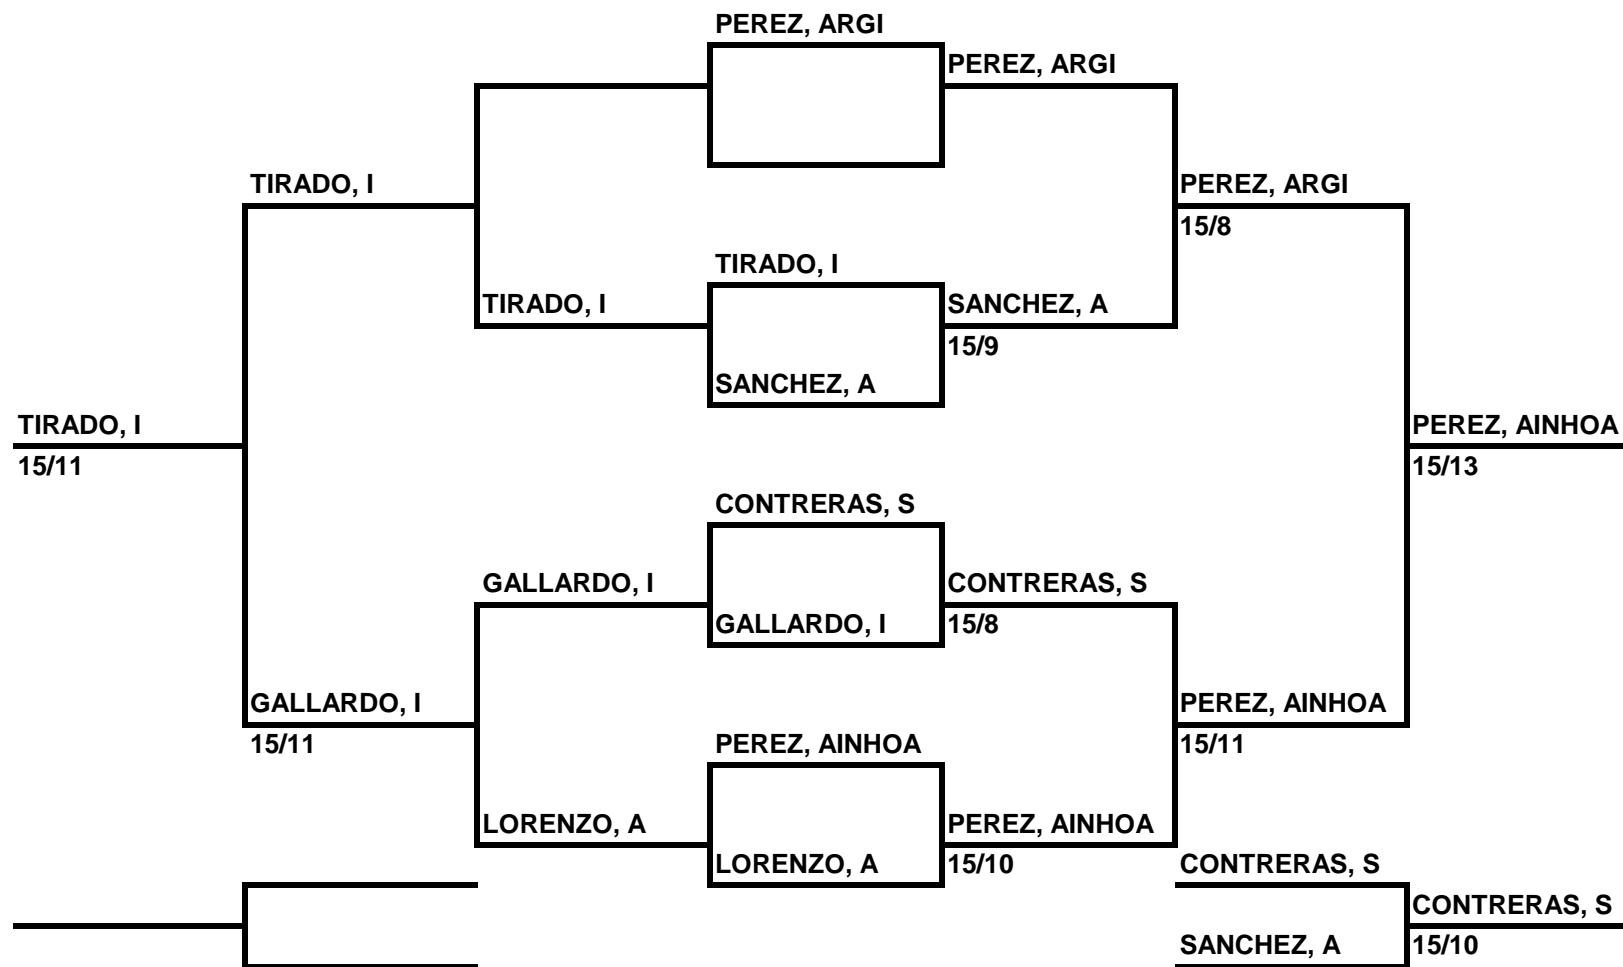 PEREZ, ARGI
PEREZ, ARGI
TIRADO, I
PEREZ, ARGI
15/8
TIRADO, I
TIRADO, I
SANCHEZ, A
15/9
SANCHEZ, A
TIRADO, I
15/11
PEREZ, AINHOA
15/13
CONTRERAS, S
GALLARDO, I
CONTRERAS, S
GALLARDO, I
15/8
GALLARDO, I
15/11
PEREZ, AINHOA
15/11
PEREZ, AINHOA
LORENZO, A
PEREZ, AINHOA
LORENZO, A
15/10
CONTRERAS, S
CONTRERAS, S
SANCHEZ, A
15/10